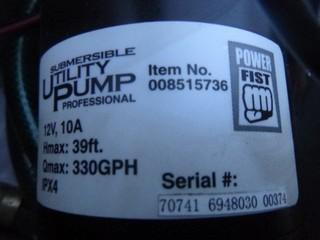 SUBMERSIBLE
UTILITY
PUMP
PROFESSIONAL
12V, 10A
Hmax: 39ft.
Qmax: 330GPH
IPX4
Item No.
008515736
POWER
FIST
Serial #:
70741 6948030 00374